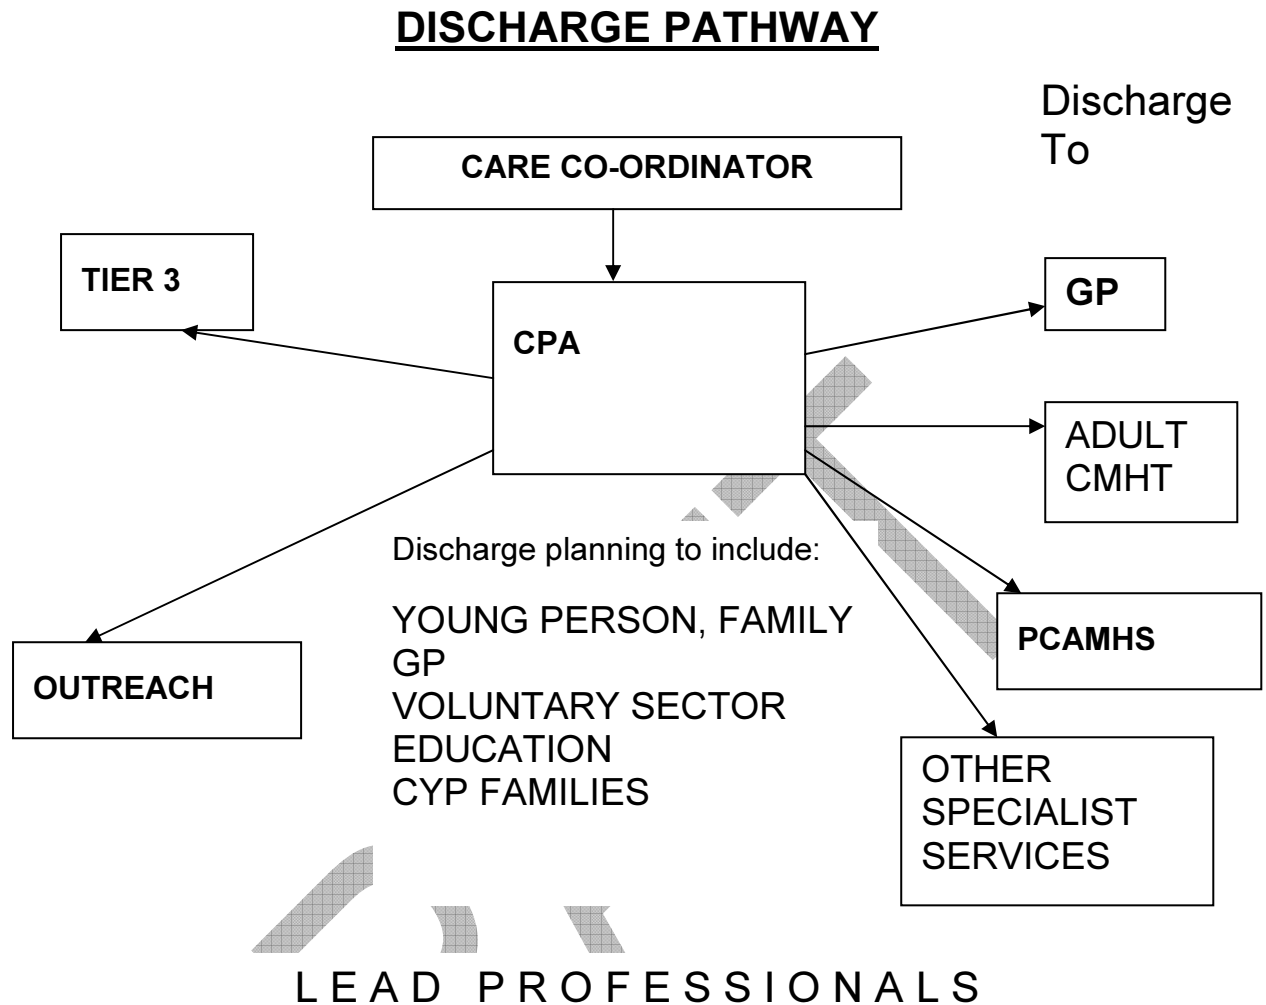 DISCHARGE PATHWAY
Discharge
To
CARE CO-ORDINATOR
TIER 3
CPA
GP
ADULT
CMHT
Discharge planning to include:
YOUNG PERSON, FAMILY
GP
VOLUNTARY SECTOR
EDUCATION
CYP FAMILIES
PCAMHS
OUTREACH
OTHER
SPECIALIST
SERVICES
LEAD PROFESSIONALS